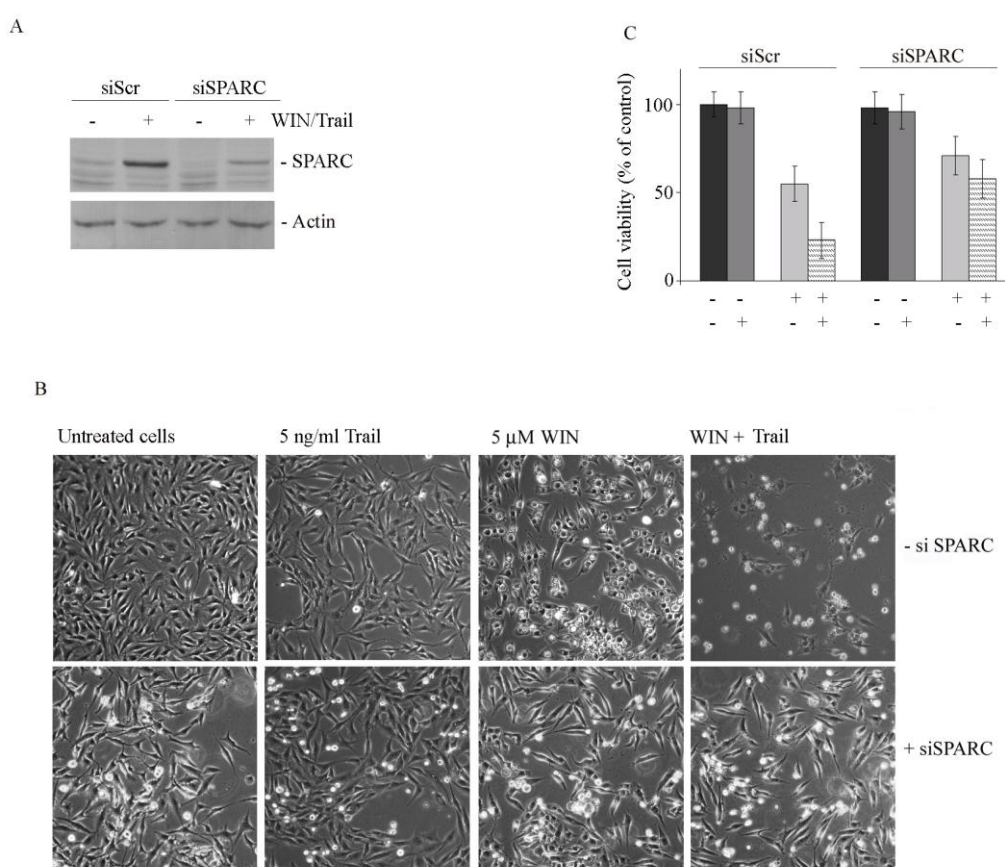 A
siScr siSPARC
- + - + WIN/Trail
- SPARC
- Actin
C
siScr siSPARC
Cell viability (% of control)
100
50
0
- - + + - - + +
- + - + - + - +
B
Untreated cells 5 ng/ml Trail 5 µM WIN WIN + Trail
- si SPARC
+ siSPARC